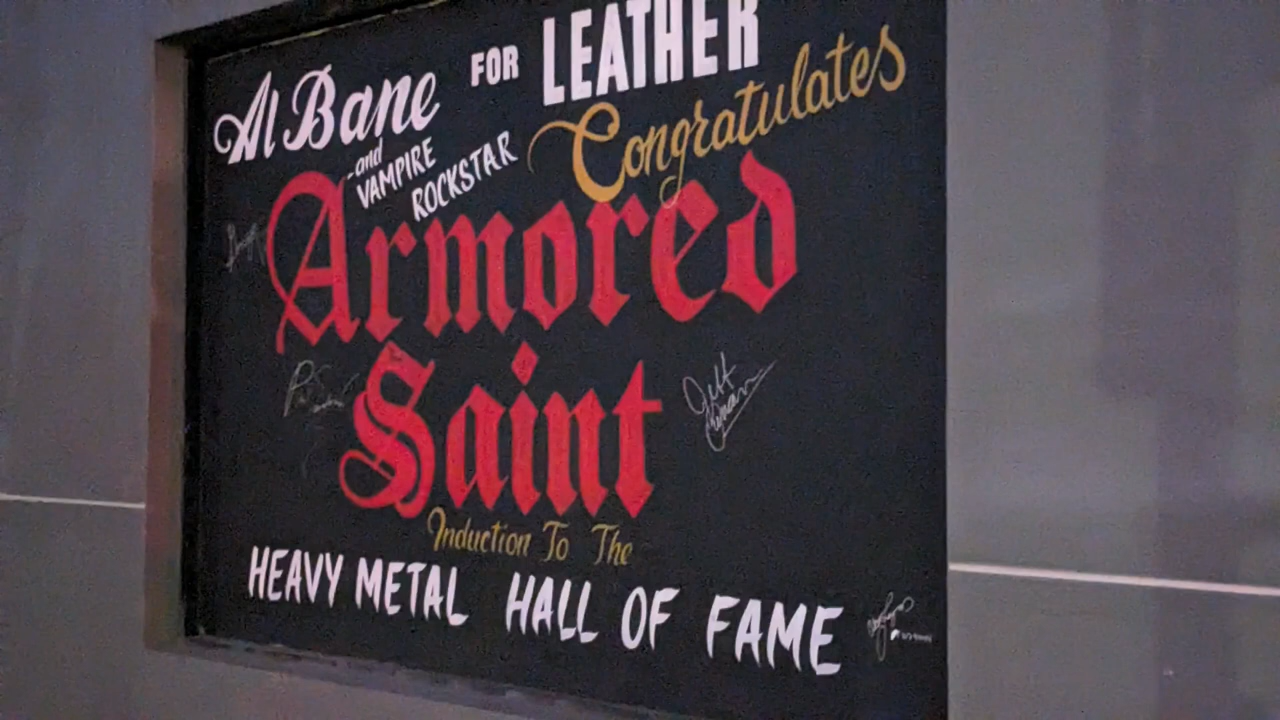 Al Bane FOR LEATHER
-and
VAMPIRE
ROCKSTAR
Congratulates
Armored
Saint
Induction To The
HEAVY METAL HALL OF FAME